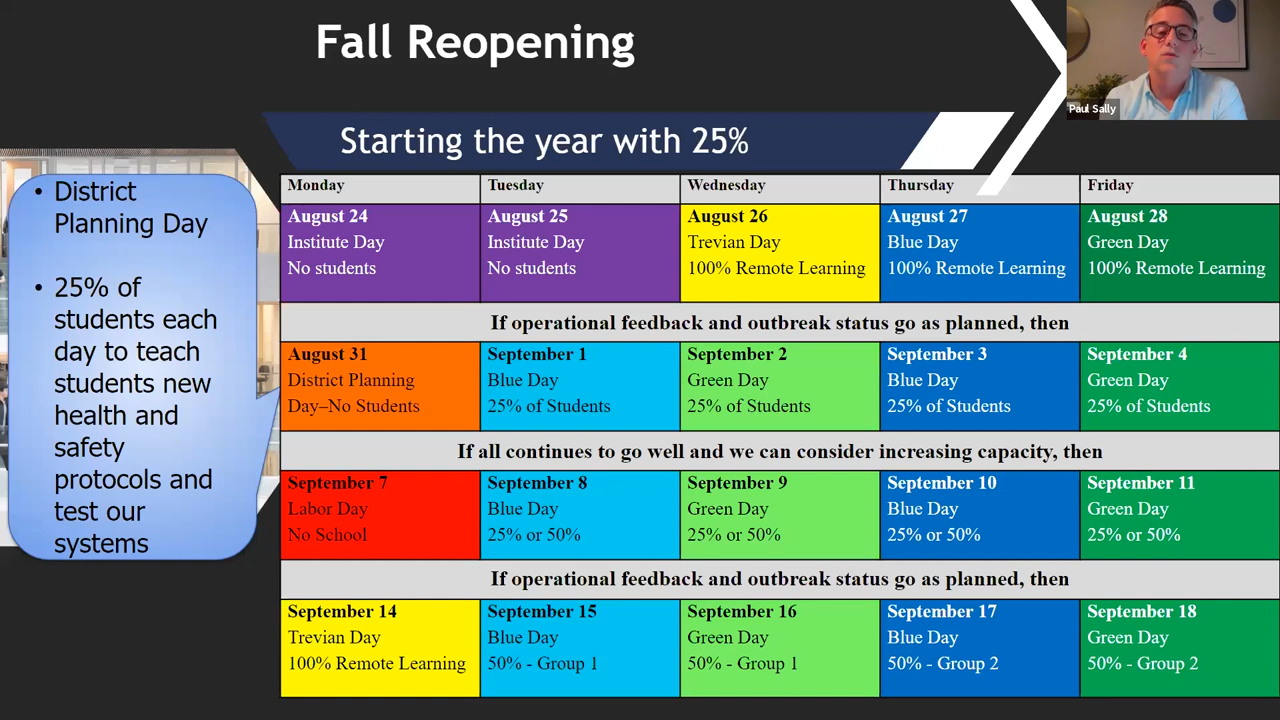 Fall Reopening
Paul Sally
Starting the year with 25%
• District
Planning Day
• 25% of
students each
day to teach
students new
health and
safety
protocols and
test our
systems
Monday Tuesday Wednesday Thursday Friday
August 24 August 25 August 26 August 27 August 28
Institute Day Institute Day Trevian Day Blue Day Green Day
No students No students 100% Remote Learning 100% Remote Learning 100% Remote Learning
If operational feedback and outbreak status go as planned, then
August 31 September 1 September 2 September 3 September 4
District Planning Blue Day Green Day Blue Day Green Day
Day–No Students 25% of Students 25% of Students 25% of Students 25% of Students
If all continues to go well and we can consider increasing capacity, then
September 7 September 8 September 9 September 10 September 11
Labor Day Blue Day Green Day Blue Day Green Day
No School 25% or 50% 25% or 50% 25% or 50% 25% or 50%
If operational feedback and outbreak status go as planned, then
September 14 September 15 September 16 September 17 September 18
Trevian Day Blue Day Green Day Blue Day Green Day
100% Remote Learning 50% - Group 1 50% - Group 1 50% - Group 2 50% - Group 2